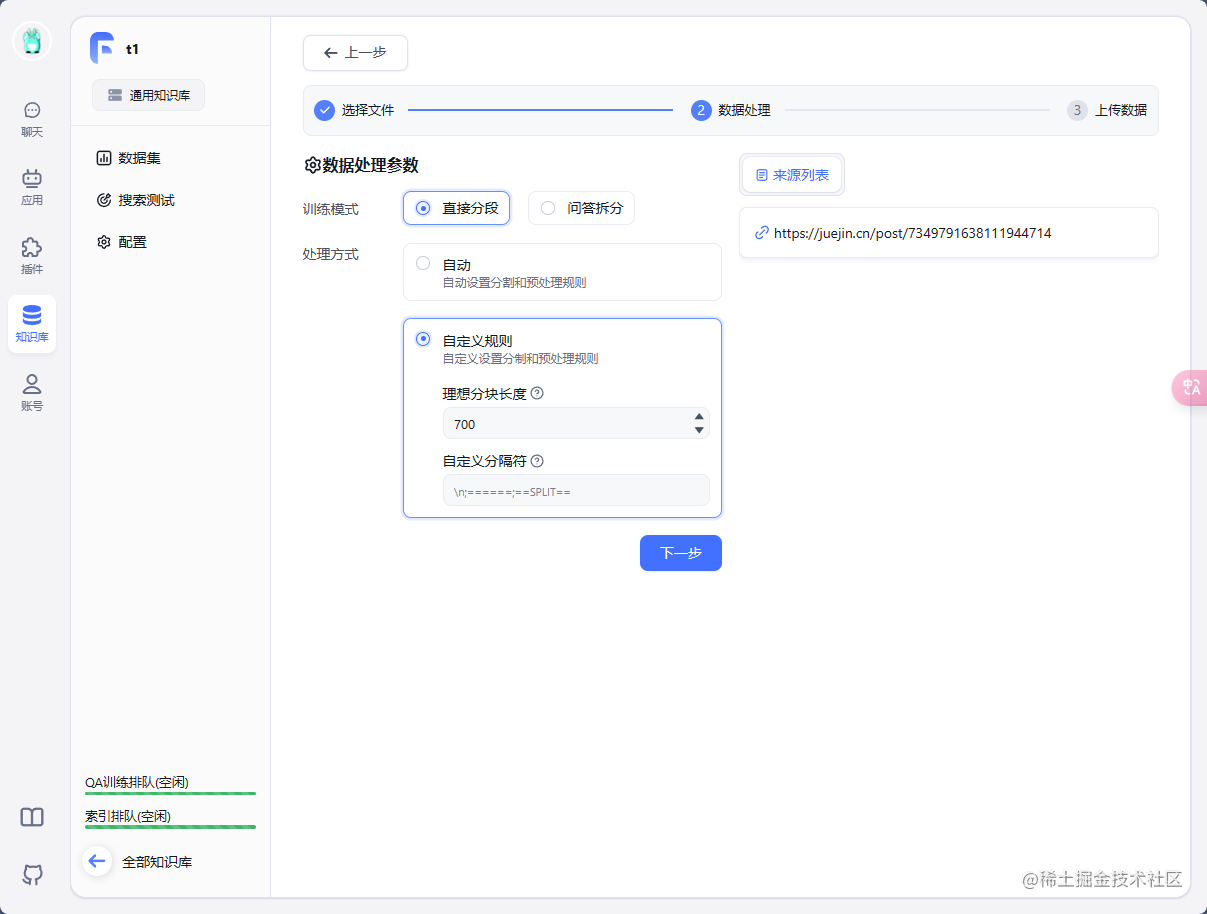 聊天
应用
插件
知识库
账号
t1
通用知识库
数据集
搜索测试
配置
QA训练排队(空闲)
索引排队(空闲)
全部知识库
上一步
选择文件
2 数据处理
3 上传数据
数据处理参数
训练模式
直接分段
问答拆分
处理方式
自动
自动设置分割和预处理规则
自定义规则
自定义设置分制和预处理规则
理想分块长度
700
自定义分隔符
\n;======;==SPLIT==
下一步
来源列表
https://juejin.cn/post/7349791638111944714
中A
@稀土掘金技术社区